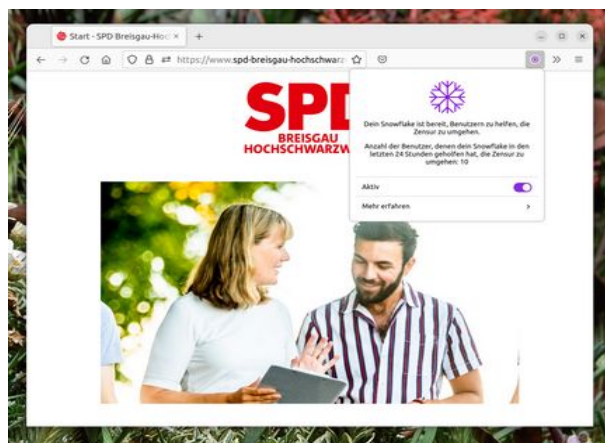 Start - SPD Breisgau-Hoc
https://www.spd-breisgau-hochschwarz
SPD
BREISGAU
HOCHSCHWARZW
Dein Snowflake ist bereit, Benutzern zu helfen, die
Zensur zu umgehen.
Anzahl der Benutzer, denen dein Snowflake in den
letzten 24 Stunden geholfen hat, die Zensur zu
umgehen: 10
Aktiv
Mehr erfahren